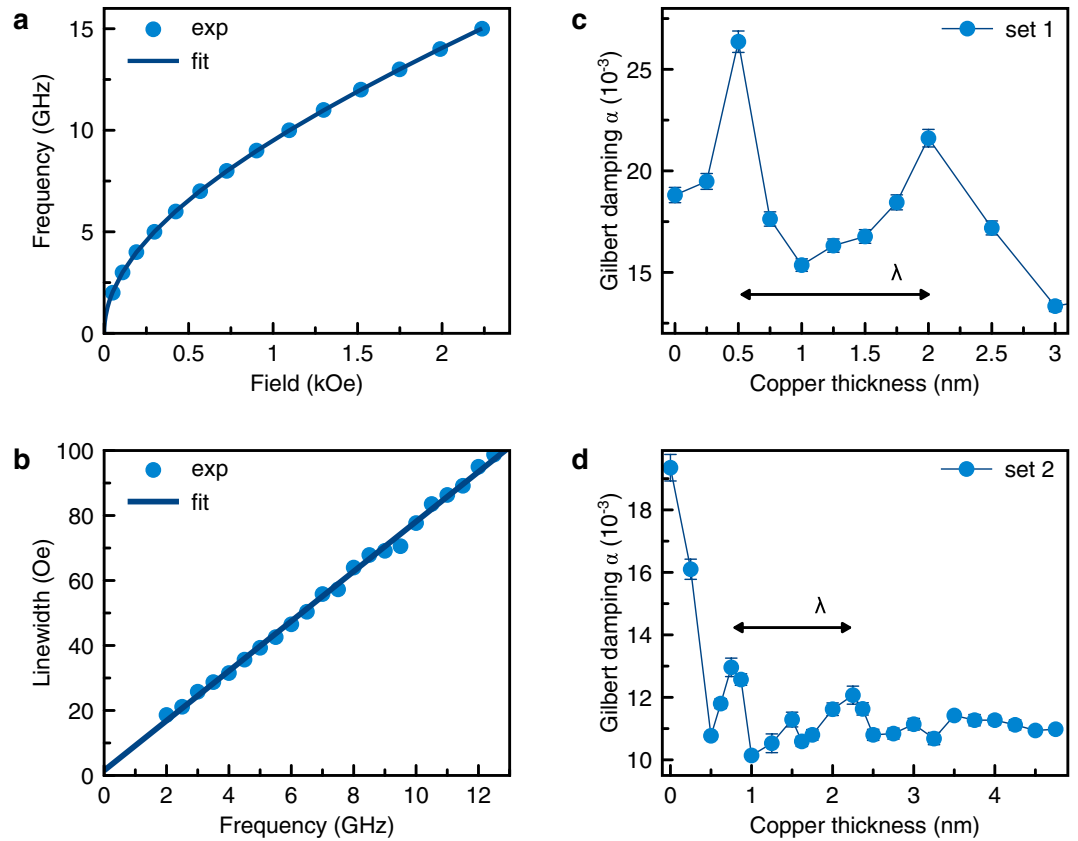 a
exp
fit
15
10
5
0
Frequency (GHz)
0
0.5
1
1.5
2
Field (kOe)
b
exp
fit
100
80
60
40
20
0
Linewidth (Oe)
0
2
4
6
8
10
12
Frequency (GHz)
c
set 1
25
20
15
Gilbert damping α (10⁻³)
λ
0
0.5
1
1.5
2
2.5
3
Copper thickness (nm)
d
set 2
18
16
14
12
10
Gilbert damping α (10⁻³)
λ
0
1
2
3
4
Copper thickness (nm)